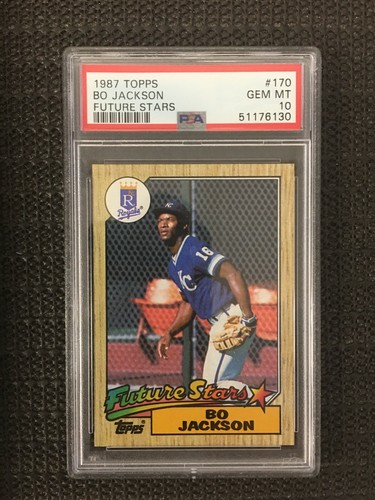 1987 TOPPS #170
BO JACKSON GEM MT
FUTURE STARS 10
PSA 51176130
R
Royals
KC
16
KC
Future Stars
Topps
BO
JACKSON